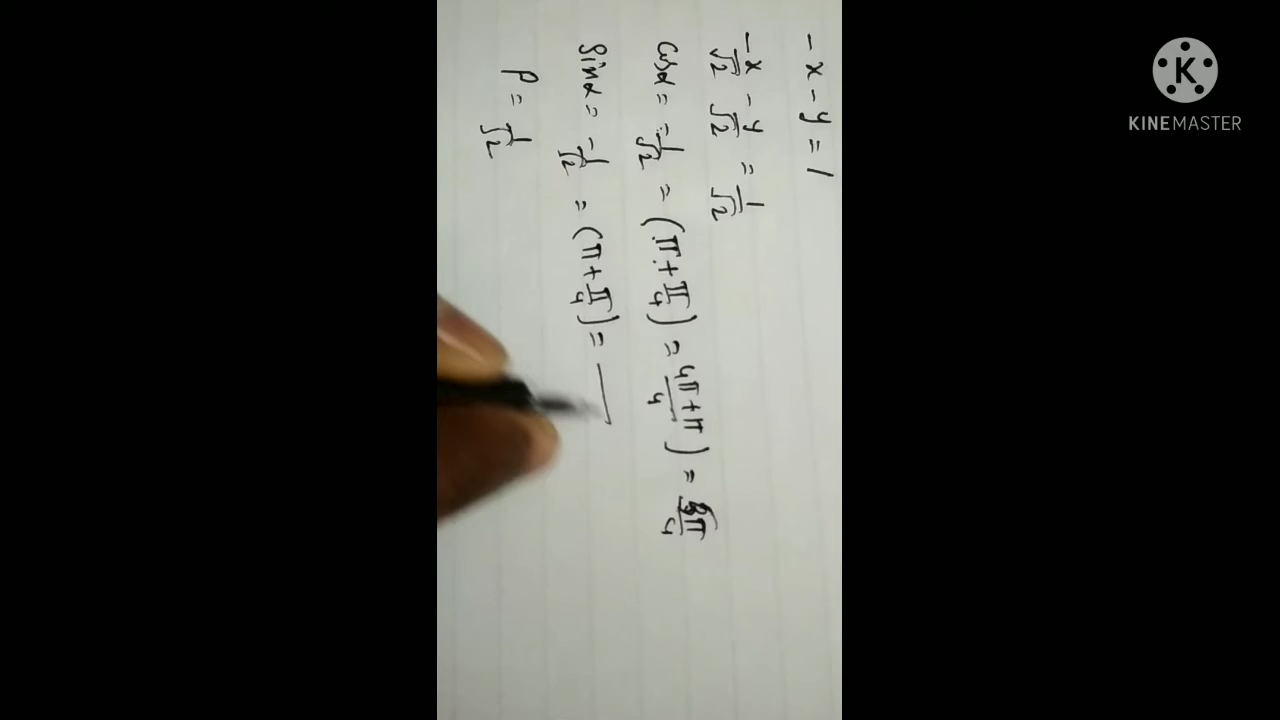 -x-y=1
-x/√2 -y/√2 = 1/√2
cosα = -1/√2 = (π+π/4) = 4π+π/4) = 5π/4
sinα = -1/√2 = (π+π/4) =
P = 1/√2
K
KINEMASTER